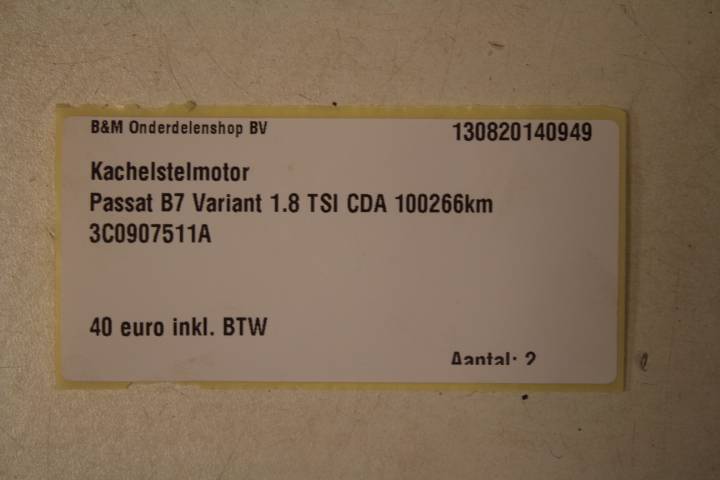 B&M Onderdelenshop BV 130820140949
Kachelstelmotor
Passat B7 Variant 1.8 TSI CDA 100266km
3C0907511A
40 euro inkl. BTW
Aantal: 2